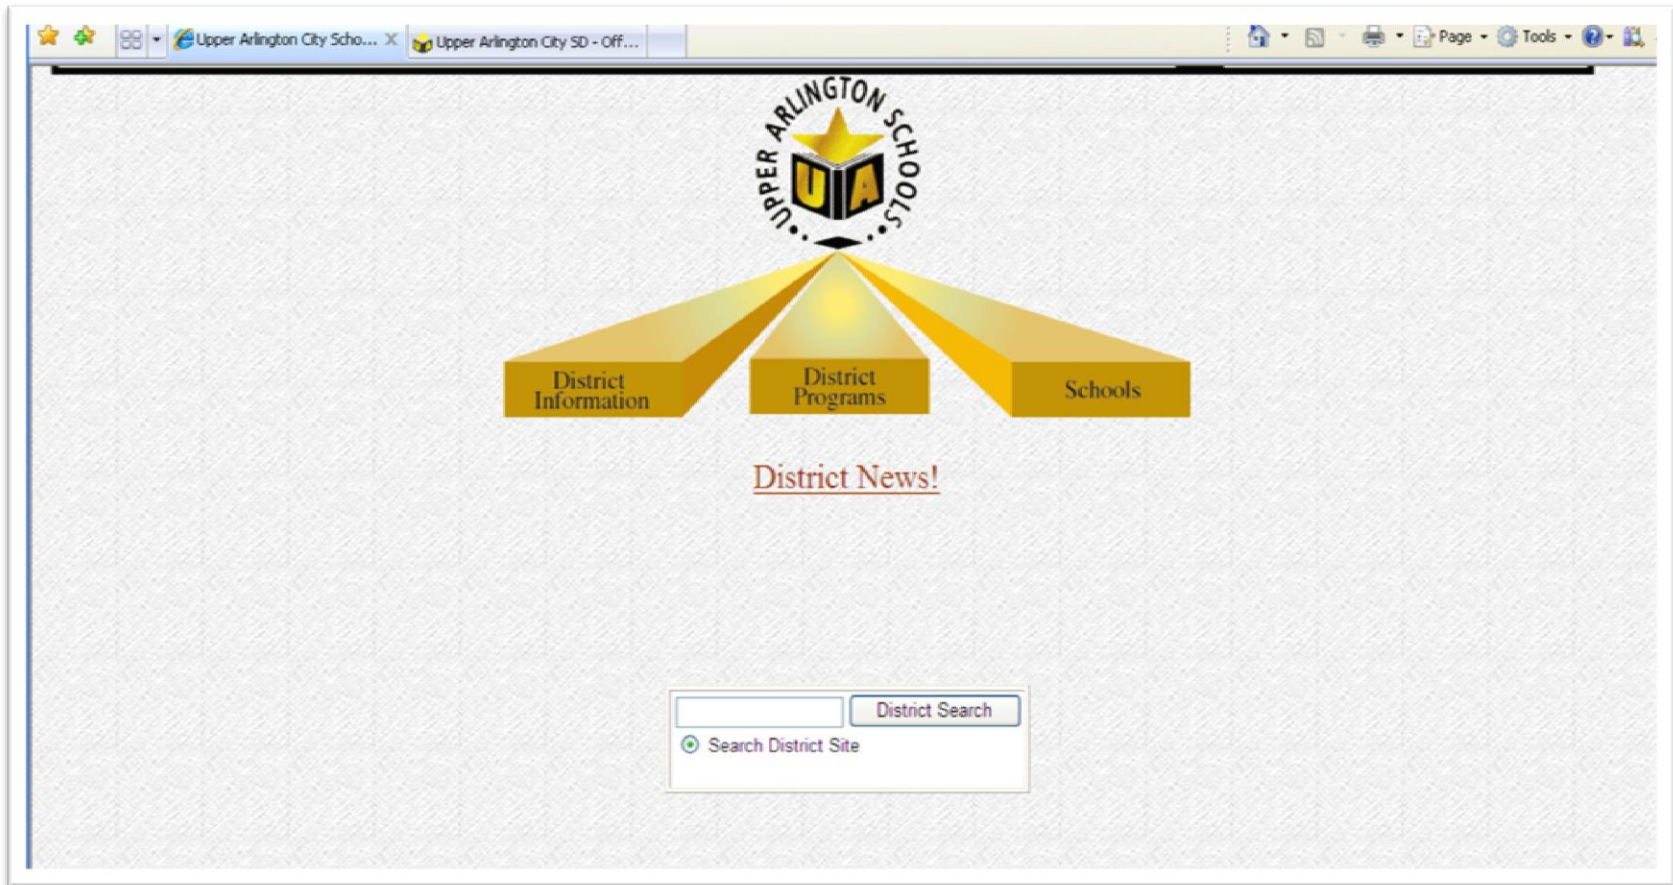 Upper Arlington City Scho...
Upper Arlington City SD - Off...
Page
Tools
UPPER ARLINGTON SCHOOLS
UA
District
Information
District
Programs
Schools
District News!
District Search
Search District Site